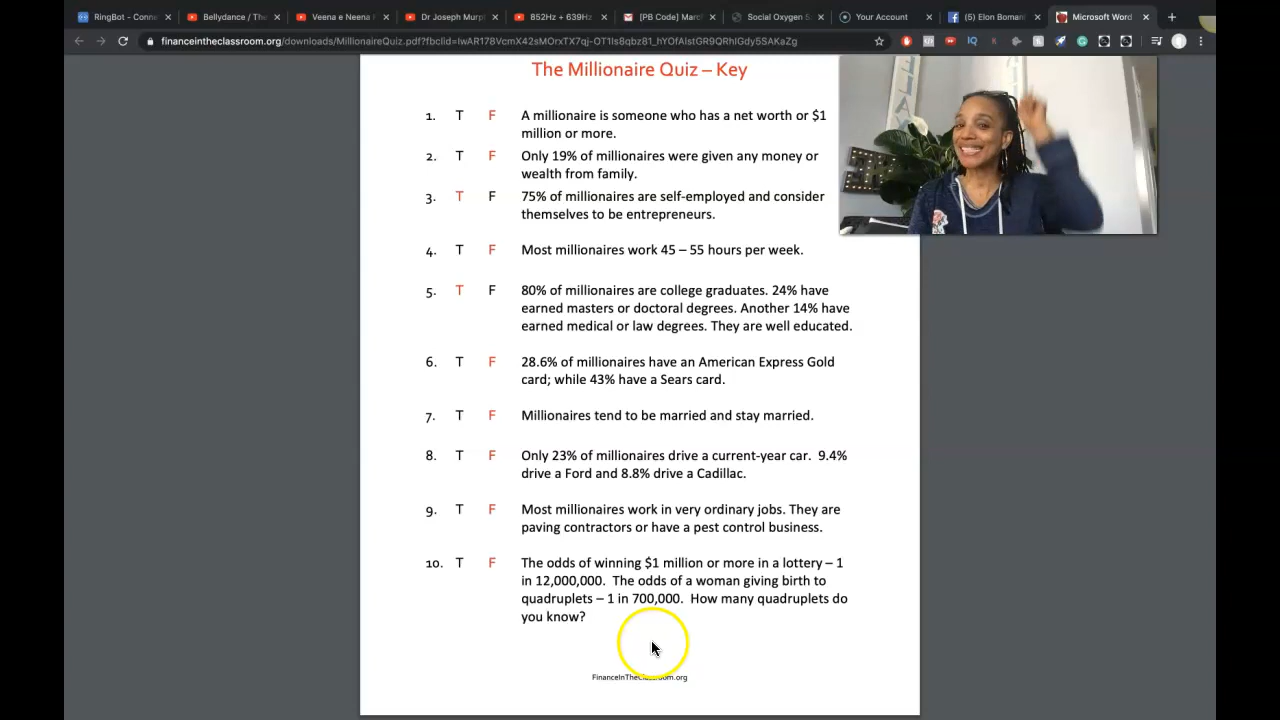 RingBot - Conne
Bellydance / The
Veena e Neena F
Dr Joseph Murph
852Hz + 639Hz
[PB Code] March
Social Oxygen S
Your Account
(5) Elon Boman
Microsoft Word
financeintheclassroom.org/downloads/MillionaireQuiz.pdf?fbclid=IwAR178VcmX42sMOrxTX7qj-OT1ls8qbz81_hYOfAlstGR9QRhIGdy5SAKaZg
The Millionaire Quiz – Key
1. T F A millionaire is someone who has a net worth or $1
million or more.
2. T F Only 19% of millionaires were given any money or
wealth from family.
3. T F 75% of millionaires are self-employed and consider
themselves to be entrepreneurs.
4. T F Most millionaires work 45 – 55 hours per week.
5. T F 80% of millionaires are college graduates. 24% have
earned masters or doctoral degrees. Another 14% have
earned medical or law degrees. They are well educated.
6. T F 28.6% of millionaires have an American Express Gold
card; while 43% have a Sears card.
7. T F Millionaires tend to be married and stay married.
8. T F Only 23% of millionaires drive a current-year car. 9.4%
drive a Ford and 8.8% drive a Cadillac.
9. T F Most millionaires work in very ordinary jobs. They are
paving contractors or have a pest control business.
10. T F The odds of winning $1 million or more in a lottery – 1
in 12,000,000. The odds of a woman giving birth to
quadruplets – 1 in 700,000. How many quadruplets do
you know?
FinanceInTheClassroom.org